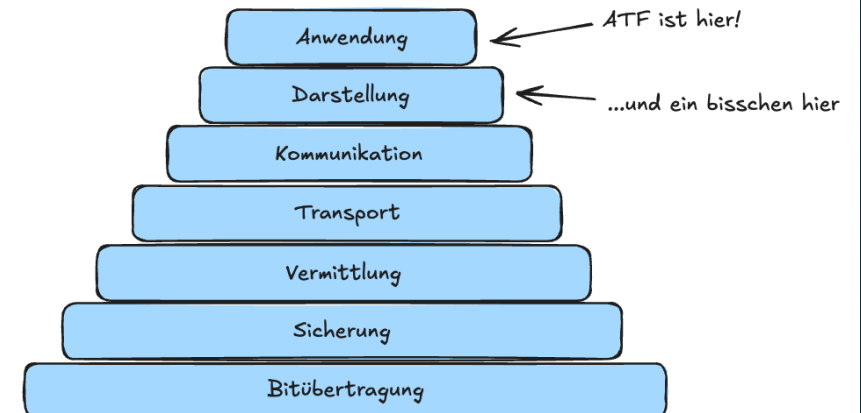 Anwendung
ATF ist hier!
Darstellung
...und ein bisschen hier
Kommunikation
Transport
Vermittlung
Sicherung
Bitübertragung